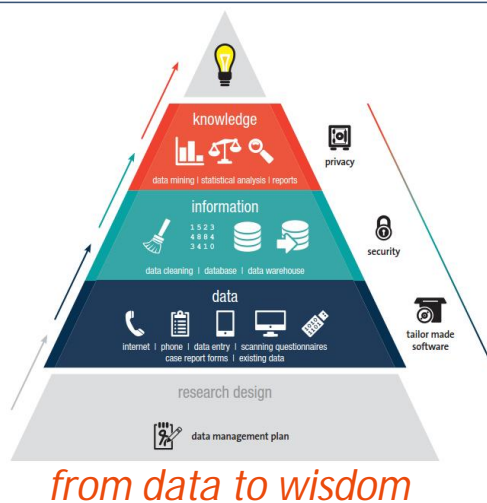 knowledge
data mining | statistical analysis | reports
privacy
information
1 5 2 3
4 8 8 4
3 4 1 0
data cleaning | database | data warehouse
security
data
1010
1101
internet | phone | data entry | scanning questionnaires
case report forms | existing data
tailor made
software
research design
data management plan
from data to wisdom